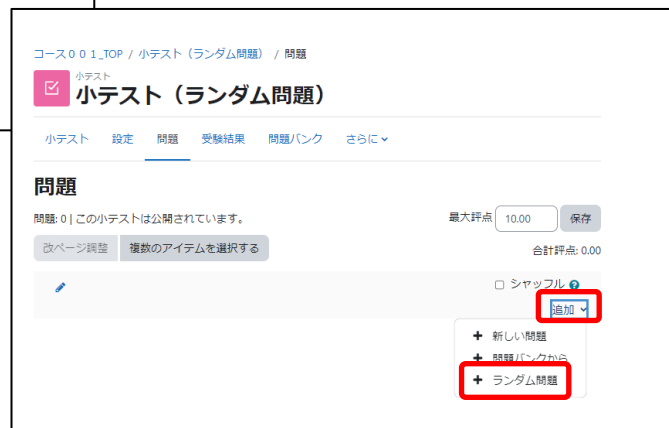 コース００１_TOP / 小テスト（ランダム問題） / 問題
小テスト
小テスト（ランダム問題）
小テスト 設定 問題 受験結果 問題バンク さらに
問題
問題: 0 | この小テストは公開されています。
最大評点 10.00 保存
改ページ調整 複数のアイテムを選択する
合計評点: 0.00
シャッフル
追加
新しい問題
問題バンクから
ランダム問題